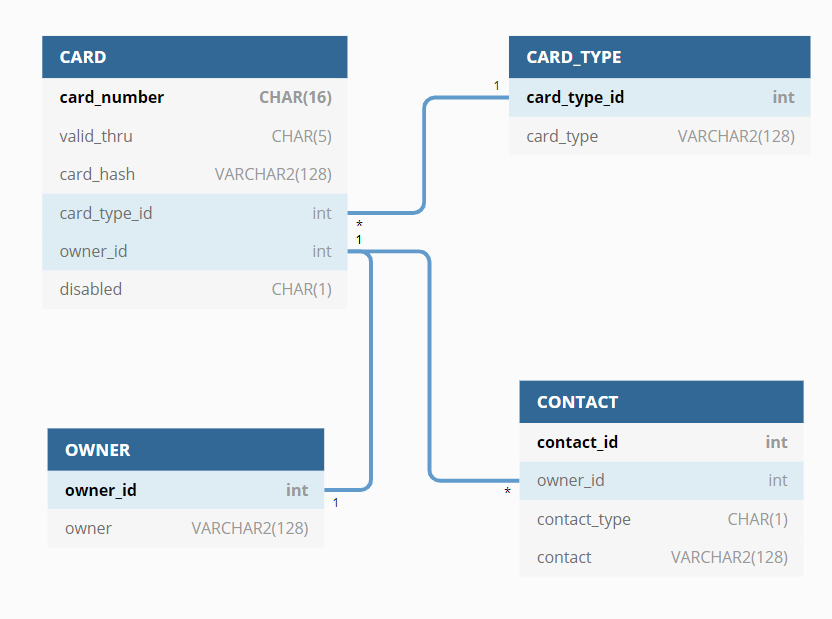 CARD
card_number CHAR(16)
valid_thru CHAR(5)
card_hash VARCHAR2(128)
card_type_id int
owner_id int
disabled CHAR(1)
*
1
1
CARD_TYPE
card_type_id int
card_type VARCHAR2(128)
OWNER
owner_id int
owner VARCHAR2(128)
1
*
CONTACT
contact_id int
owner_id int
contact_type CHAR(1)
contact VARCHAR2(128)